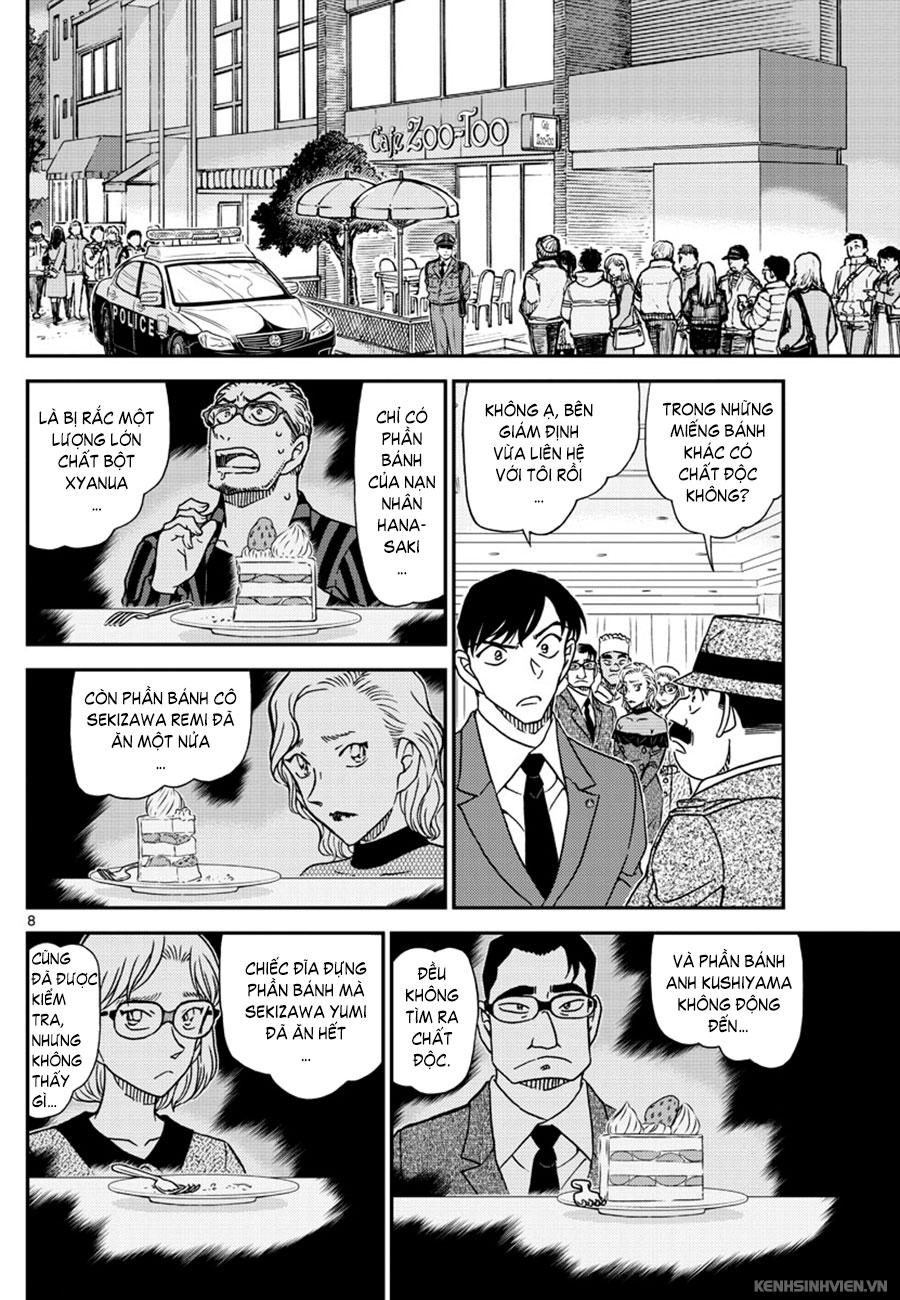 Cafe Zoo-Too
Cafe
Zoo-Too
POLICE
TRONG NHỮNG
MIẾNG BÁNH
KHÁC CÓ
CHẤT ĐỘC
KHÔNG?
KHÔNG Ạ, BÊN
GIÁM ĐỊNH
VỪA LIÊN HỆ
VỚI TÔI RỒI
...
CHỈ CÓ
PHẦN
BÁNH
CỦA NẠN
NHÂN
HANA-
SAKI
...
LÀ BỊ RẮC MỘT
LƯỢNG LỚN
CHẤT BỘT
XYANUA
...
CÒN PHẦN BÁNH CÔ
SEKIZAWA REMI ĐÃ
ĂN MỘT NỬA
...
8
VÀ PHẦN BÁNH
ANH KUSHIYAMA
KHÔNG ĐỘNG
ĐẾN...
ĐỀU
KHÔNG
TÌM RA
CHẤT
ĐỘC.
CHIẾC ĐĨA ĐỰNG
PHẦN BÁNH MÀ
SEKIZAWA YUMI
ĐÃ ĂN HẾT
...
CŨNG
ĐÃ ĐƯỢC
KIỂM
TRA,
NHƯNG
KHÔNG
THẤY
GÌ...
KENHSINHVIEN.VN